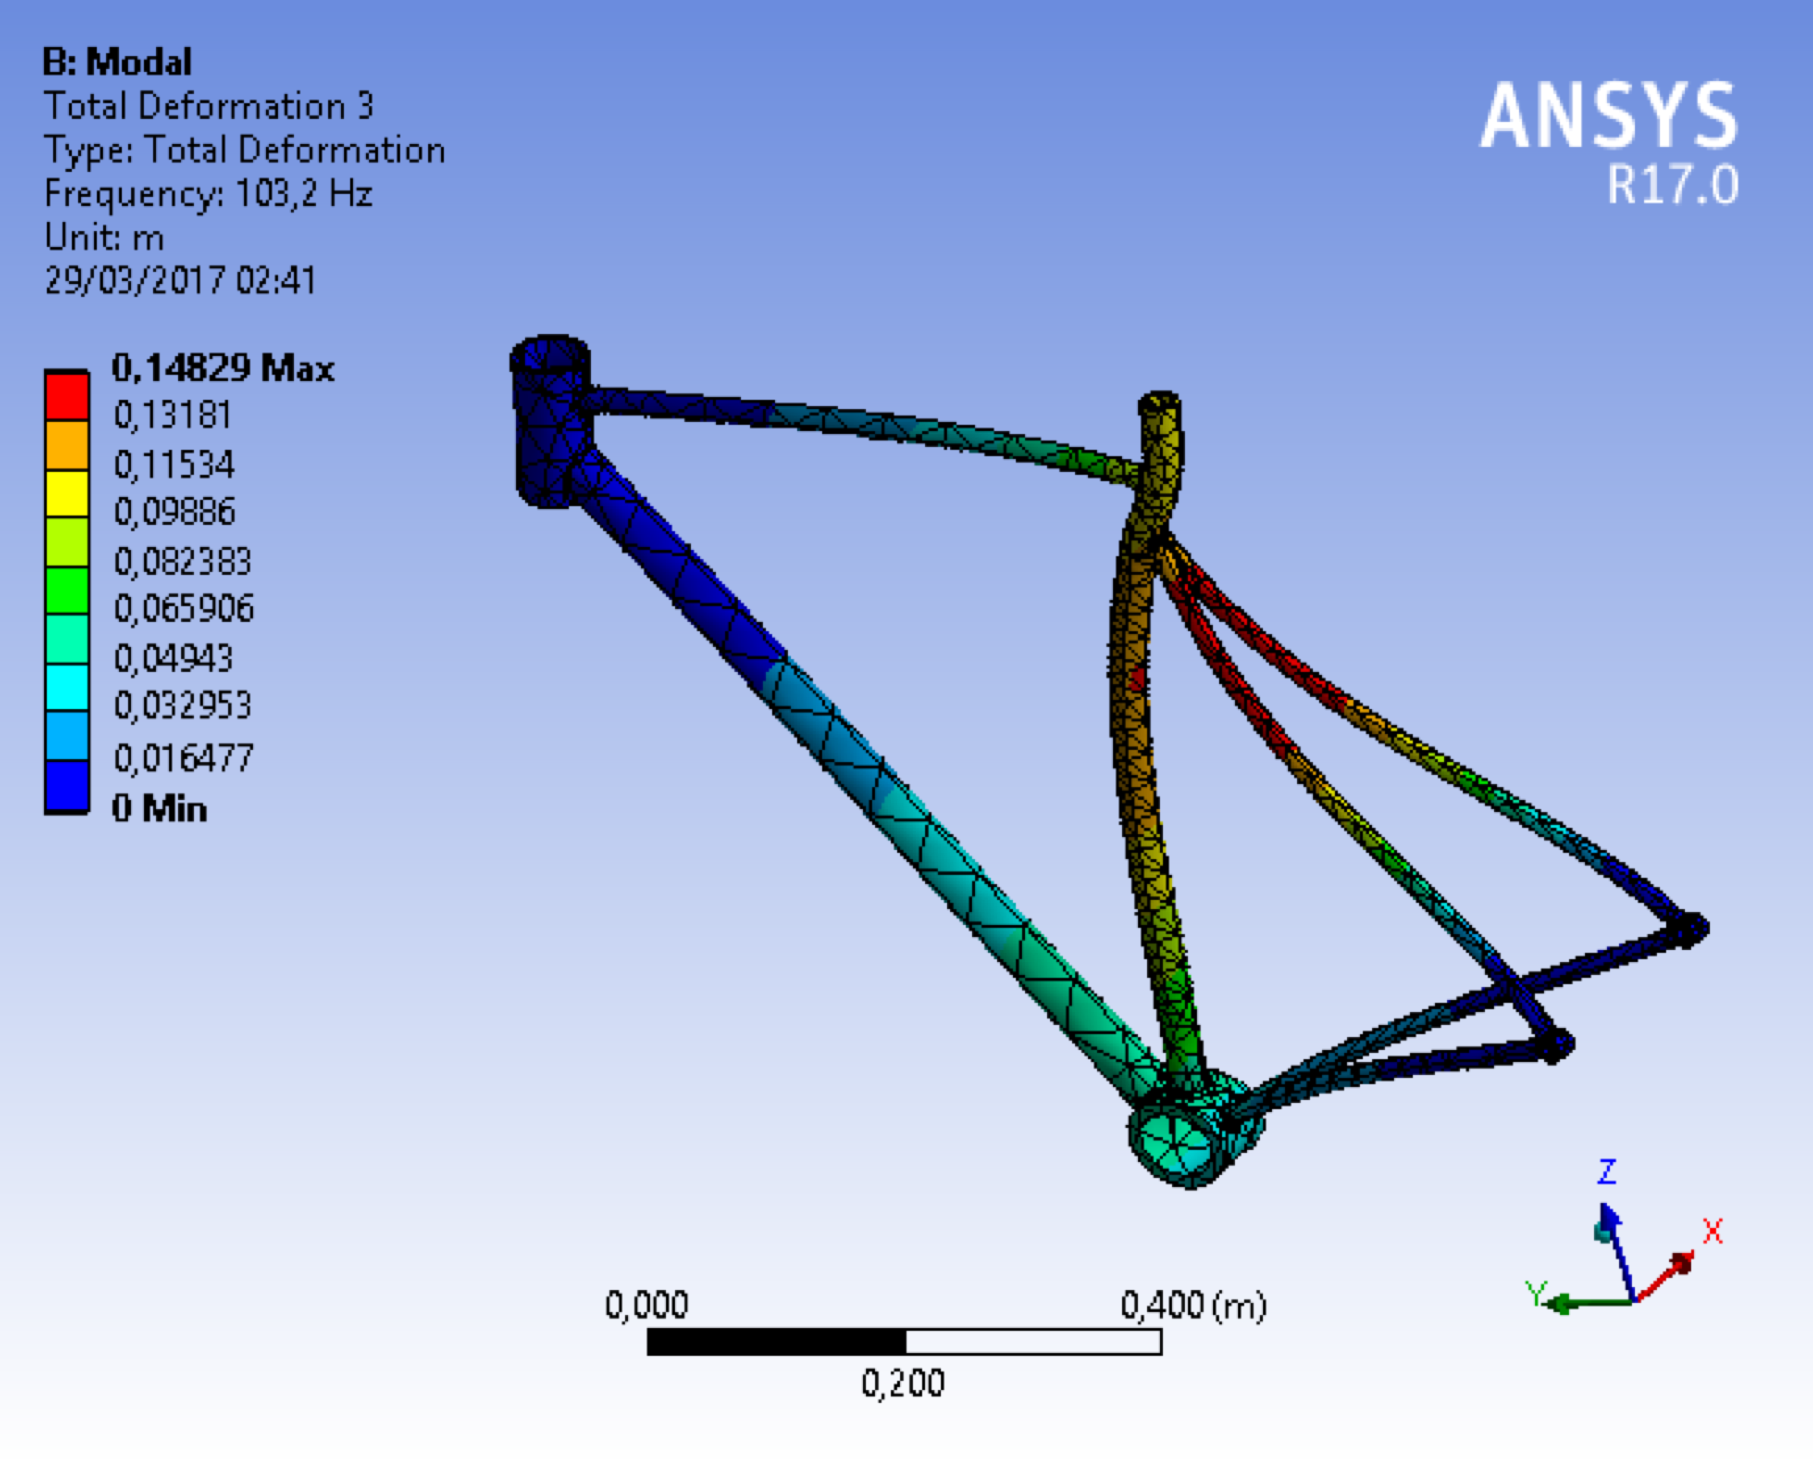 B: Modal
Total Deformation 3
Type: Total Deformation
Frequency: 103,2 Hz
Unit: m
29/03/2017 02:41
ANSYS
R17.0
0,14829 Max
0,13181
0,11534
0,09886
0,082383
0,065906
0,04943
0,032953
0,016477
0 Min
Z
X
Y
0,000
0,400 (m)
0,200